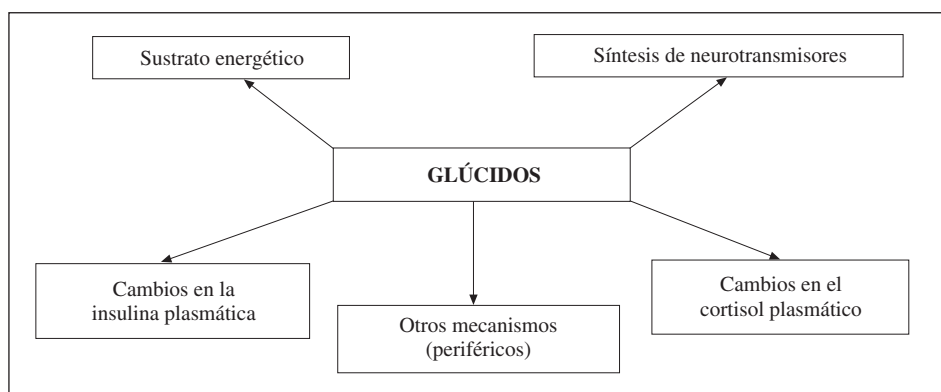 Sustrato energético
Síntesis de neurotransmisores
GLÚCIDOS
Cambios en la
insulina plasmática
Otros mecanismos
(periféricos)
Cambios en el
cortisol plasmático